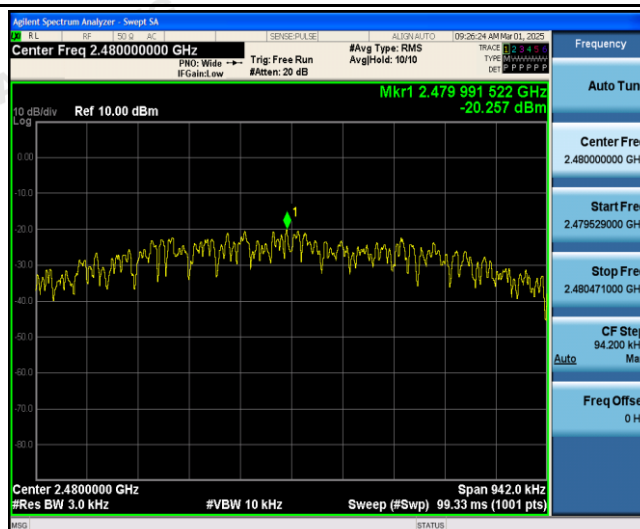 Agilent Spectrum Analyzer - Swept SA
RL RF 50 Ω AC SENSE:PULSE ALIGN AUTO 09:26:24 AM Mar 01, 2025
Center Freq 2.480000000 GHz
PNO: Wide
IFGain:Low
Trig: Free Run
#Atten: 20 dB
#Avg Type: RMS
Avg|Hold: 10/10
TRACE 1 2 3 4 5 6
TYPE M
DET P P P P P P
Mkr1 2.479 991 522 GHz
-20.257 dBm
10 dB/div Ref 10.00 dBm
Log
0.00
-10.0
1
-20.0
-30.0
-40.0
-50.0
-60.0
-70.0
-80.0
Center 2.4800000 GHz Span 942.0 kHz
#Res BW 3.0 kHz #VBW 10 kHz Sweep (#Swp) 99.33 ms (1001 pts)
MSG STATUS
Frequency
Auto Tun
Center Fre
2.480000000 GH
Start Fre
2.479529000 GH
Stop Fre
2.480471000 GH
CF Step
94.200 kH
Auto Ma
Freq Offse
0 H